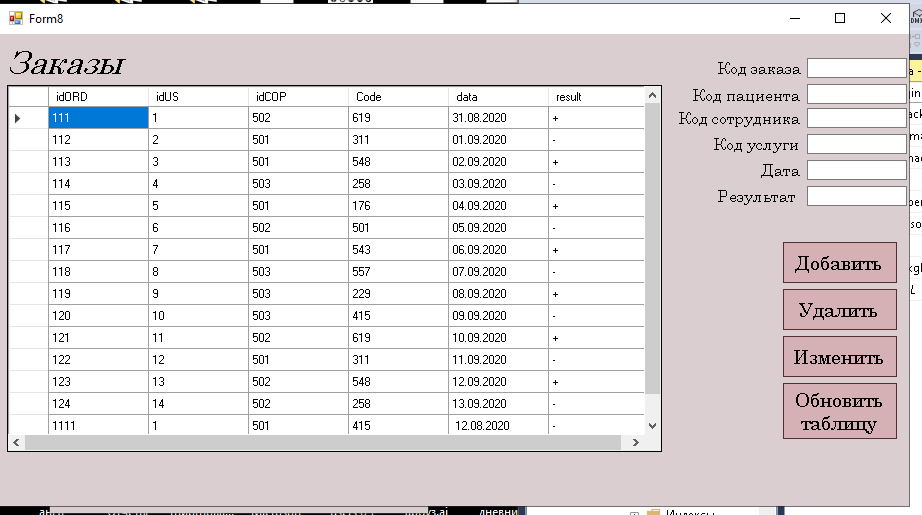 Form8
Заказы
idORD idUS idCOP Code data result
111 1 502 619 31.08.2020 +
112 2 501 311 01.09.2020 -
113 3 501 548 02.09.2020 +
114 4 503 258 03.09.2020 -
115 5 501 176 04.09.2020 +
116 6 502 501 05.09.2020 -
117 7 501 543 06.09.2020 +
118 8 503 557 07.09.2020 -
119 9 503 229 08.09.2020 +
120 10 503 415 09.09.2020 -
121 11 502 619 10.09.2020 +
122 12 501 311 11.09.2020 -
123 13 502 548 12.09.2020 +
124 14 502 258 13.09.2020 -
1111 1 501 415 12.08.2020 -
Код заказа
Код пациента
Код сотрудника
Код услуги
Дата
Результат
Добавить
Удалить
Изменить
Обновить
таблицу
Индексы